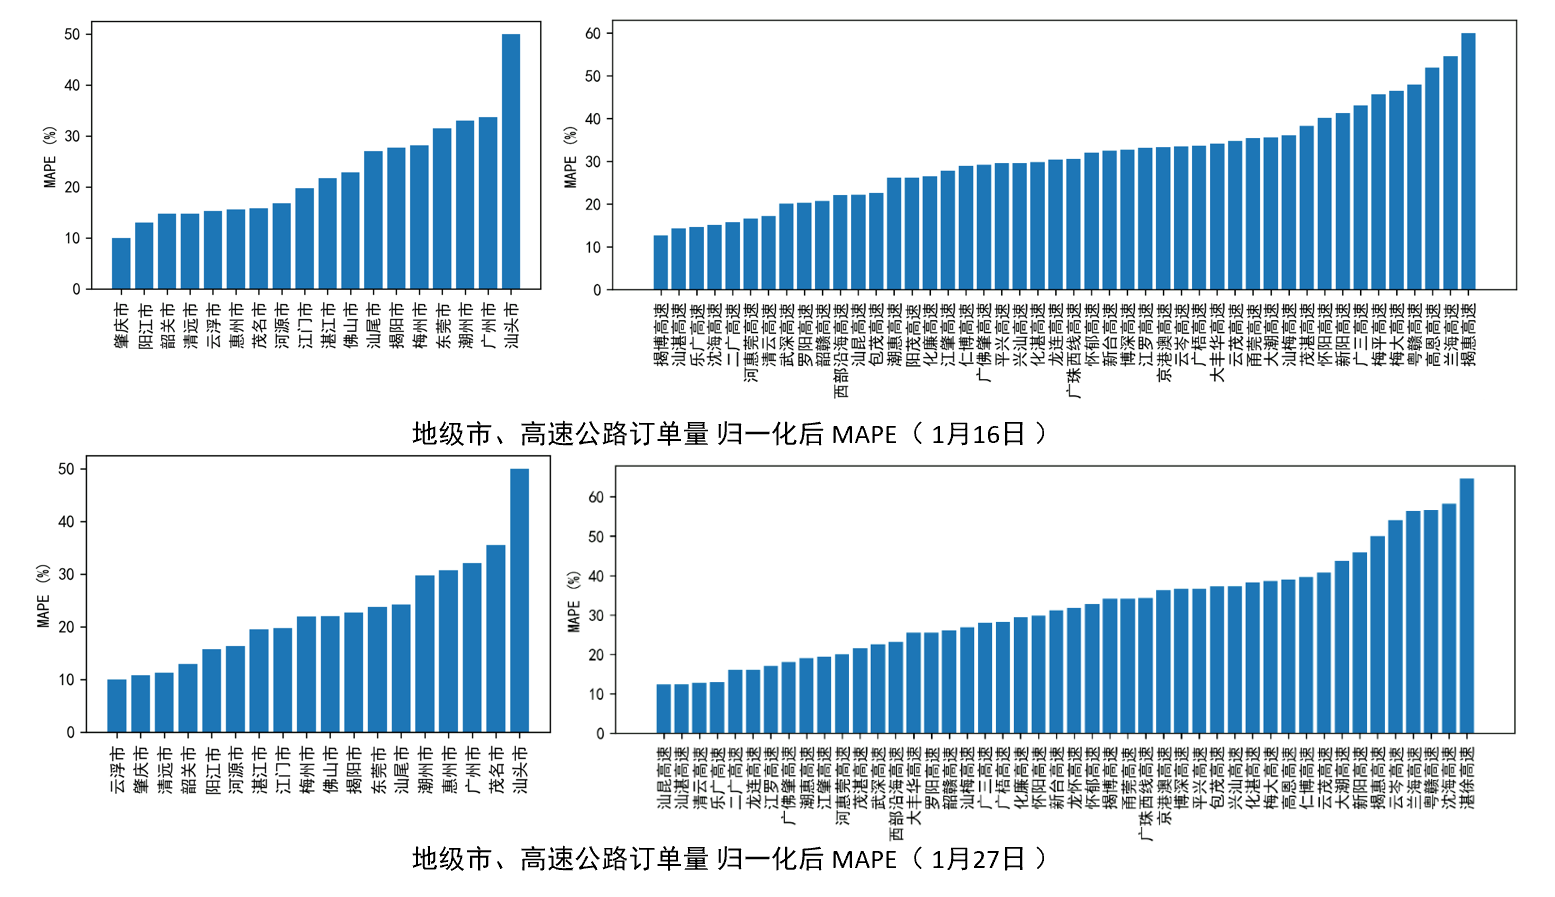 50
40
30
20
10
0
MAPE (%)
肇庆市 阳江市 韶关市 清远市 云浮市 惠州市 茂名市 河源市 江门市 湛江市 佛山市 汕尾市 揭阳市 梅州市 东莞市 潮州市 广州市 汕头市
60
50
40
30
20
10
0
MAPE (%)
揭博高速 汕湛高速 乐广高速 沈海高速 二广高速 河惠莞高速 清云高速 武深高速 罗阳高速 韶赣高速 西部沿海高速 汕昆高速 包茂高速 潮惠高速 阳茂高速 化廉高速 江肇高速 仁博高速 广佛肇高速 平兴高速 兴汕高速 化湛高速 龙连高速 广珠西线高速 怀郁高速 新台高速 博深高速 江罗高速 京港澳高速 云岑高速 广梧高速 大丰华高速 云茂高速 甬莞高速 大潮高速 汕梅高速 茂湛高速 怀阳高速 新阳高速 广三高速 梅平高速 梅大高速 粤赣高速 高恩高速 兰海高速 揭惠高速
地级市、高速公路订单量 归一化后 MAPE（ 1月16日 ）
50
40
30
20
10
0
MAPE (%)
云浮市 肇庆市 清远市 韶关市 阳江市 河源市 湛江市 江门市 梅州市 佛山市 揭阳市 东莞市 汕尾市 潮州市 惠州市 广州市 茂名市 汕头市
60
50
40
30
20
10
0
MAPE (%)
汕昆高速 汕湛高速 清云高速 乐广高速 二广高速 龙连高速 江罗高速 广佛肇高速 潮惠高速 江肇高速 河惠莞高速 茂湛高速 武深高速 西部沿海高速 大丰华高速 罗阳高速 韶赣高速 汕梅高速 广三高速 广梧高速 化廉高速 怀阳高速 新台高速 龙怀高速 怀郁高速 揭博高速 甬莞高速 广珠西线高速 京港澳高速 博深高速 平兴高速 包茂高速 兴汕高速 化湛高速 梅大高速 高恩高速 仁博高速 云茂高速 大潮高速 新阳高速 揭惠高速 云岑高速 兰海高速 粤赣高速 沈海高速 湛徐高速
地级市、高速公路订单量 归一化后 MAPE（ 1月27日 ）